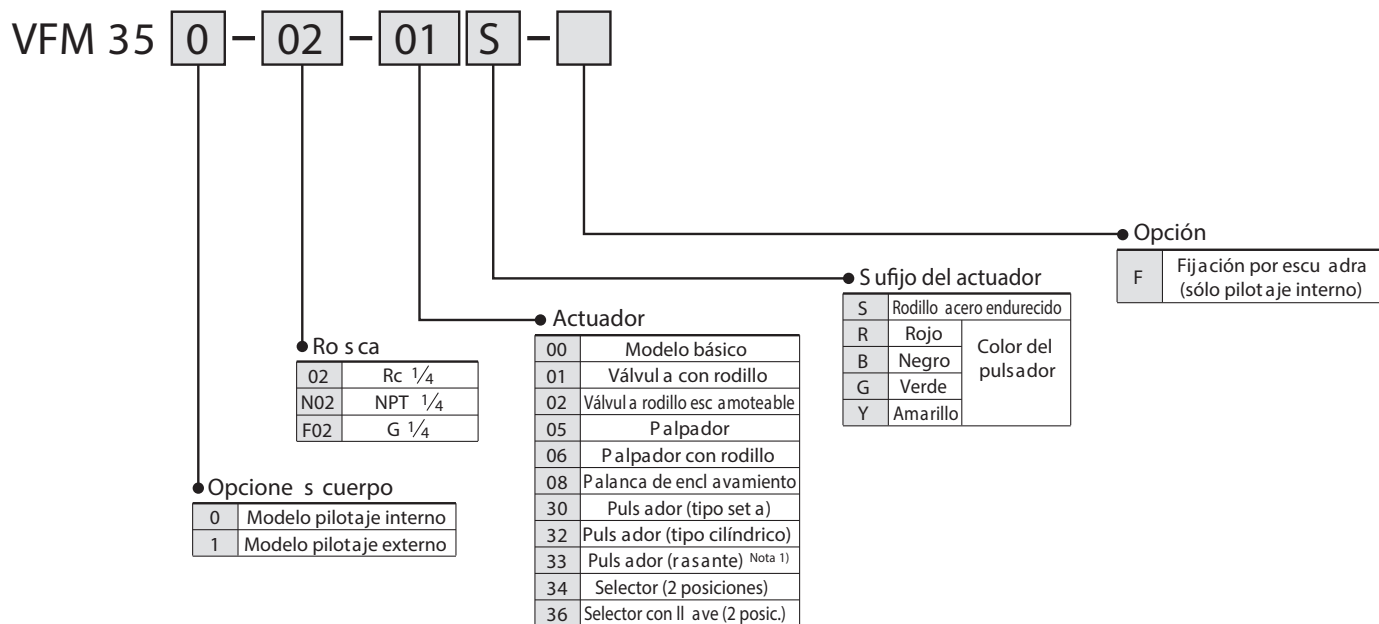 VFM 35 0 - 02 - 01 S -
Opción
F Fijación por escuadra
(sólo pilotaje interno)
Sufijo del actuador
S Rodillo acero endurecido
R Rojo
B Negro
G Verde
Y Amarillo
Color del
pulsador
Actuador
00 Modelo básico
01 Válvula con rodillo
02 Válvula rodillo escamoteable
05 Palpador
06 Palpador con rodillo
08 Palanca de enclavamiento
30 Pulsador (tipo seta)
32 Pulsador (tipo cilíndrico)
33 Pulsador (rasante) Nota 1)
34 Selector (2 posiciones)
36 Selector con llave (2 posic.)
Rosca
02 Rc 1/4
N02 NPT 1/4
F02 G 1/4
Opciones cuerpo
0 Modelo pilotaje interno
1 Modelo pilotaje externo